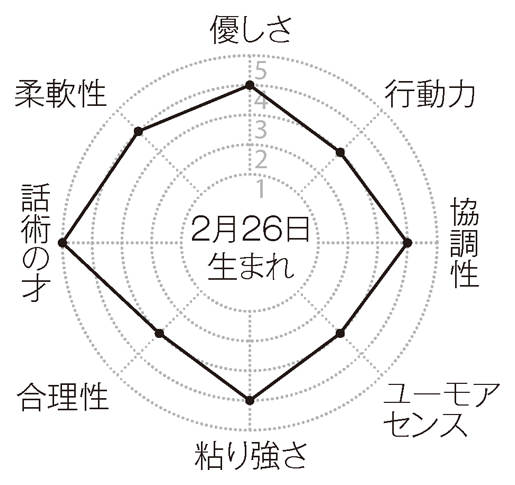 優しさ
行動力
協調性
ユーモア
センス
粘り強さ
合理性
話術の才
柔軟性
5
4
3
2
1
2月26日
生まれ